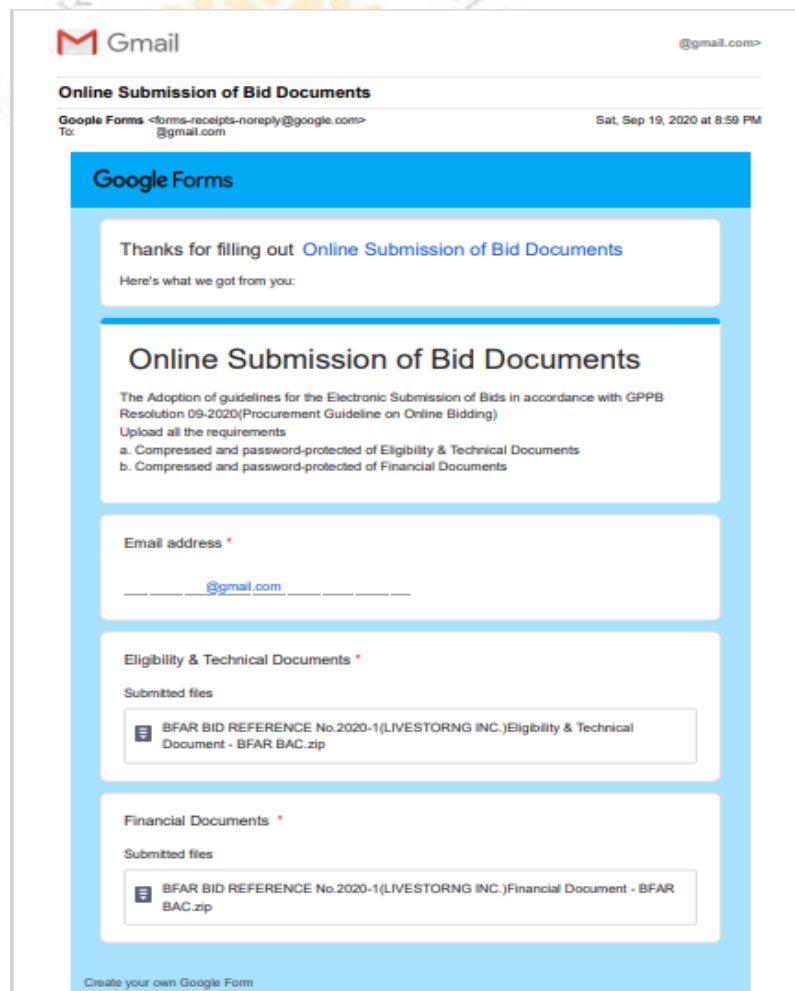 Gmail
@gmail.com>
Online Submission of Bid Documents
Google Forms <forms-receipts-noreply@google.com>
Sat, Sep 19, 2020 at 8:59 PM
To: @gmail.com
Google Forms
Thanks for filling out Online Submission of Bid Documents
Here's what we got from you:
Online Submission of Bid Documents
The Adoption of guidelines for the Electronic Submission of Bids in accordance with GPPB
Resolution 09-2020(Procurement Guideline on Online Bidding)
Upload all the requirements
a. Compressed and password-protected of Eligibility & Technical Documents
b. Compressed and password-protected of Financial Documents
Email address *
@gmail.com
Eligibility & Technical Documents *
Submitted files
BFAR BID REFERENCE No.2020-1(LIVESTORNG INC.)Eligibility & Technical
Document - BFAR BAC.zip
Financial Documents *
Submitted files
BFAR BID REFERENCE No.2020-1(LIVESTORNG INC.)Financial Document - BFAR
BAC.zip
Create your own Google Form